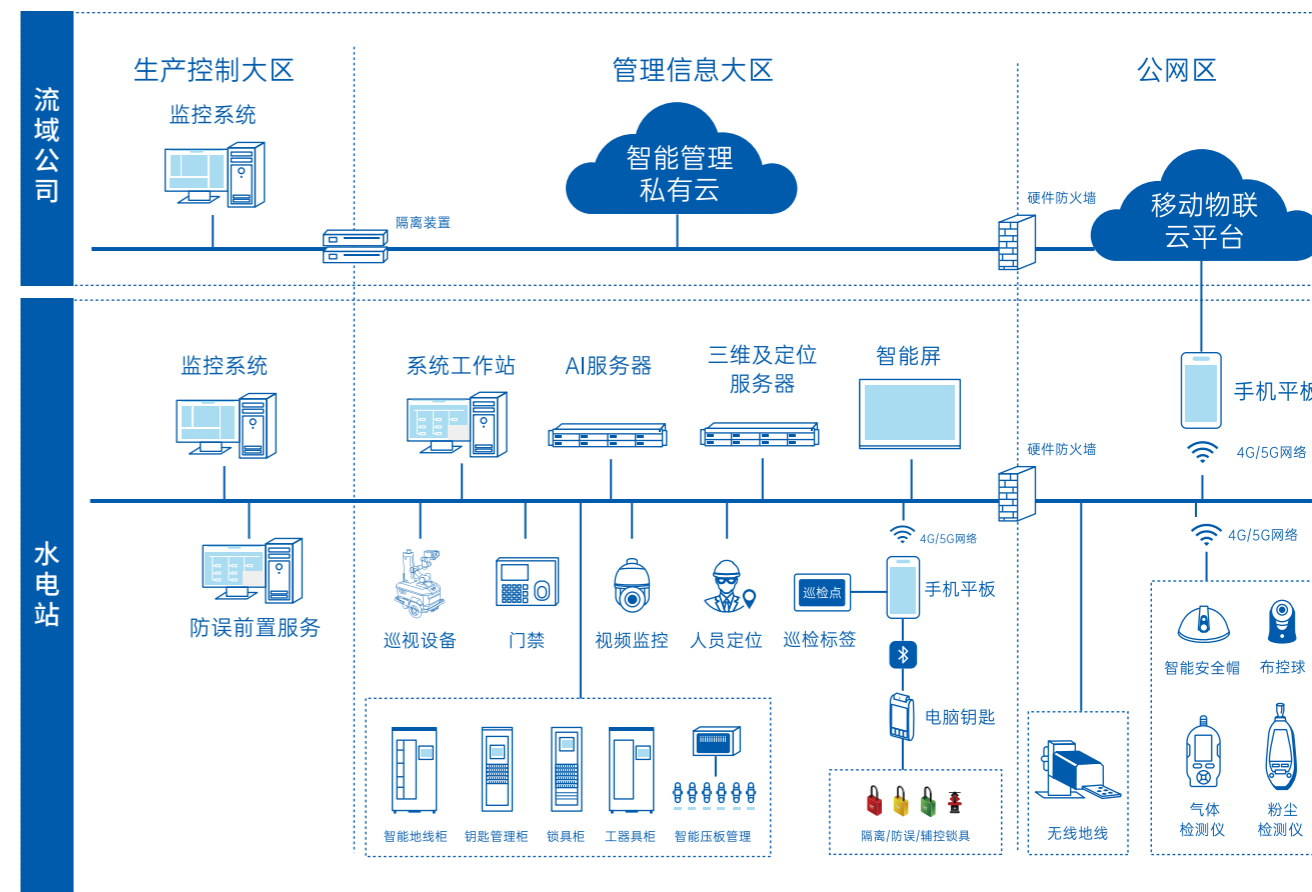 流域公司
生产控制大区
管理信息大区
公网区
监控系统
智能管理
私有云
隔离装置
硬件防火墙
移动物联
云平台
水电站
监控系统
系统工作站
AI服务器
三维及定位
服务器
智能屏
手机平板
硬件防火墙
4G/5G网络
防误前置服务
巡视设备
门禁
视频监控
人员定位
巡检点
巡检标签
4G/5G网络
手机平板
电脑钥匙
4G/5G网络
智能安全帽
布控球
气体
检测仪
粉尘
检测仪
智能地线柜
钥匙管理柜
锁具柜
工器具柜
智能压板管理
隔离/防误/辅控锁具
无线地线